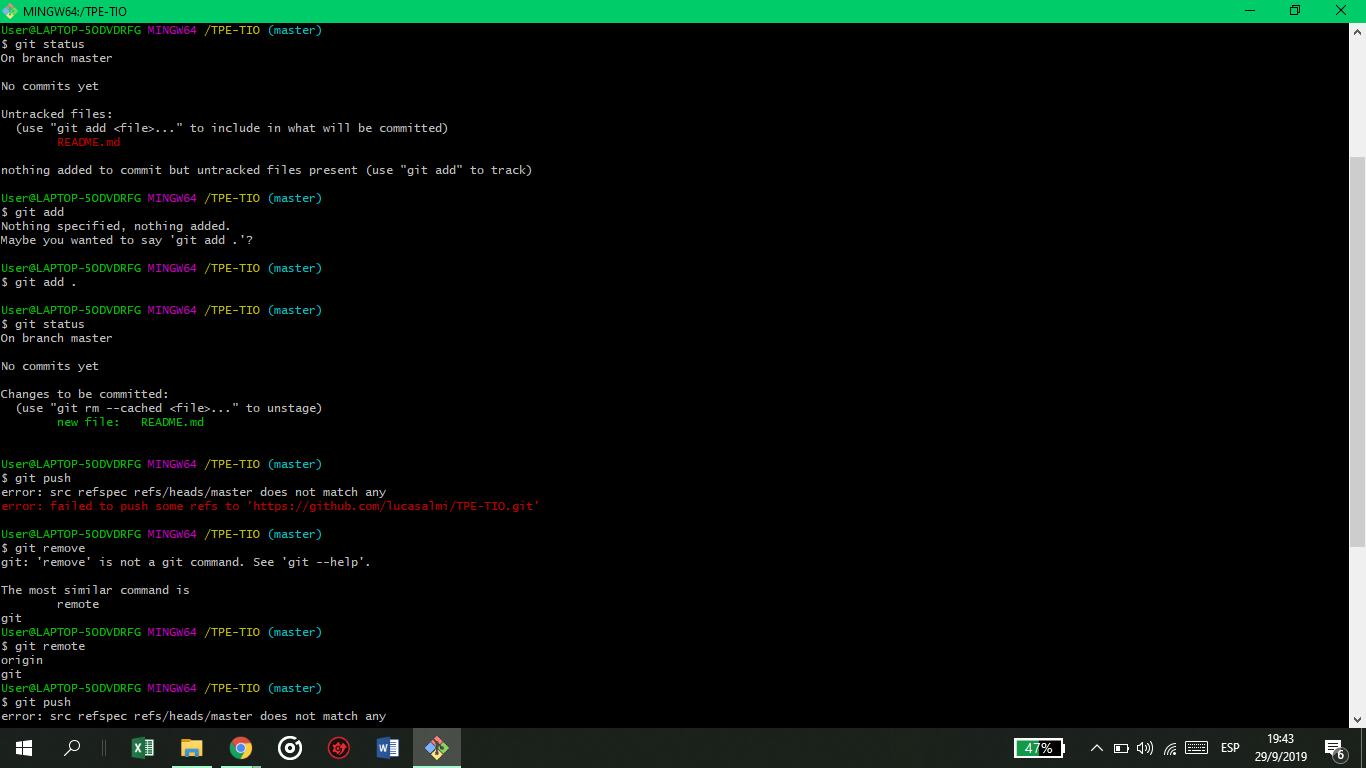 MINGW64:/TPE-TIO
User@LAPTOP-5ODVDRFG MINGW64 /TPE-TIO (master)
$ git status
On branch master
No commits yet
Untracked files:
(use "git add <file>..." to include in what will be committed)
README.md
nothing added to commit but untracked files present (use "git add" to track)
User@LAPTOP-5ODVDRFG MINGW64 /TPE-TIO (master)
$ git add
Nothing specified, nothing added.
Maybe you wanted to say 'git add .'?
User@LAPTOP-5ODVDRFG MINGW64 /TPE-TIO (master)
$ git add .
User@LAPTOP-5ODVDRFG MINGW64 /TPE-TIO (master)
$ git status
On branch master
No commits yet
Changes to be committed:
(use "git rm --cached <file>..." to unstage)
new file:   README.md
User@LAPTOP-5ODVDRFG MINGW64 /TPE-TIO (master)
$ git push
error: src refspec refs/heads/master does not match any
error: failed to push some refs to 'https://github.com/lucasalmi/TPE-TIO.git'
User@LAPTOP-5ODVDRFG MINGW64 /TPE-TIO (master)
$ git remove
git: 'remove' is not a git command. See 'git --help'.
The most similar command is
remote
git
User@LAPTOP-5ODVDRFG MINGW64 /TPE-TIO (master)
$ git remote
origin
git
User@LAPTOP-5ODVDRFG MINGW64 /TPE-TIO (master)
$ git push
error: src refspec refs/heads/master does not match any
47%
ESP
19:43
29/9/2019
6